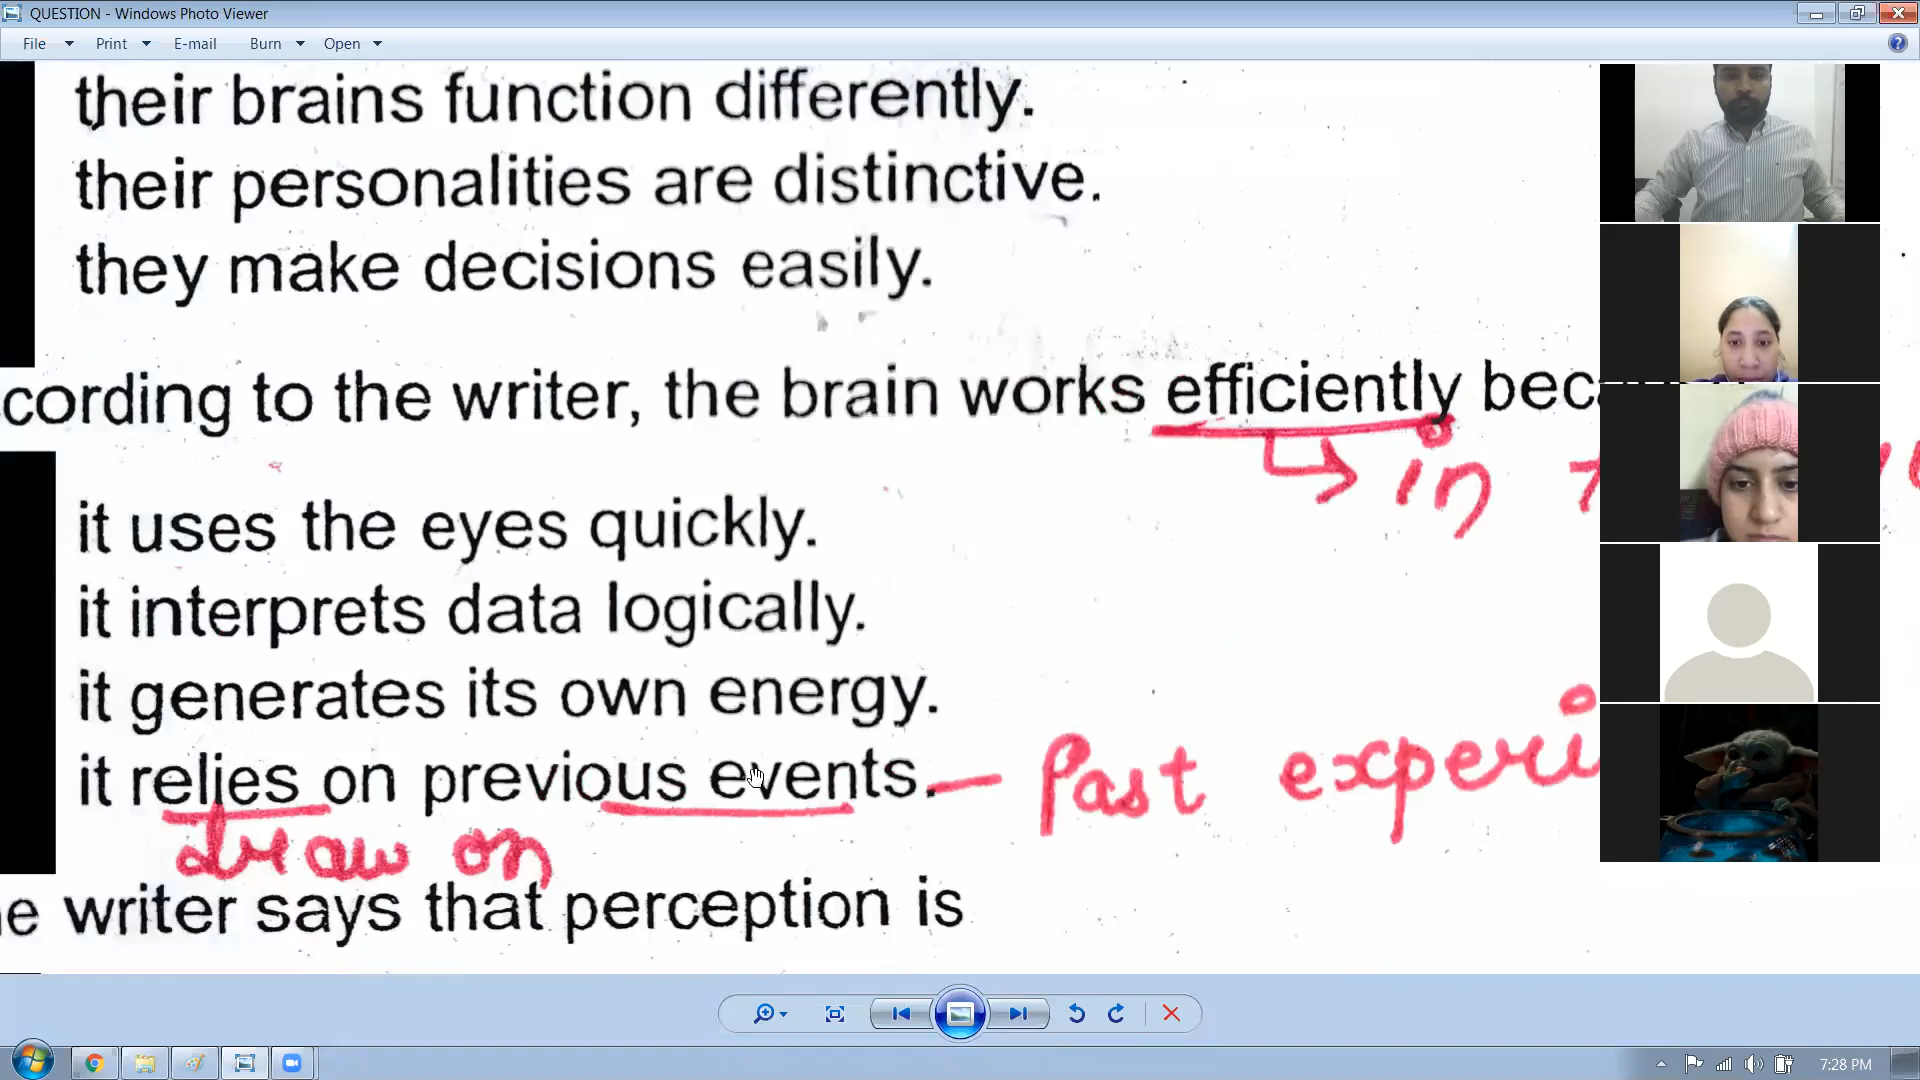 QUESTION - Windows Photo Viewer
File Print E-mail Burn Open
their brains function differently.
their personalities are distinctive.
they make decisions easily.
cording to the writer, the brain works efficiently bec
in
it uses the eyes quickly.
it interprets data logically.
it generates its own energy.
it relies on previous events. — Past experi
draw on
e writer says that perception is
7:28 PM